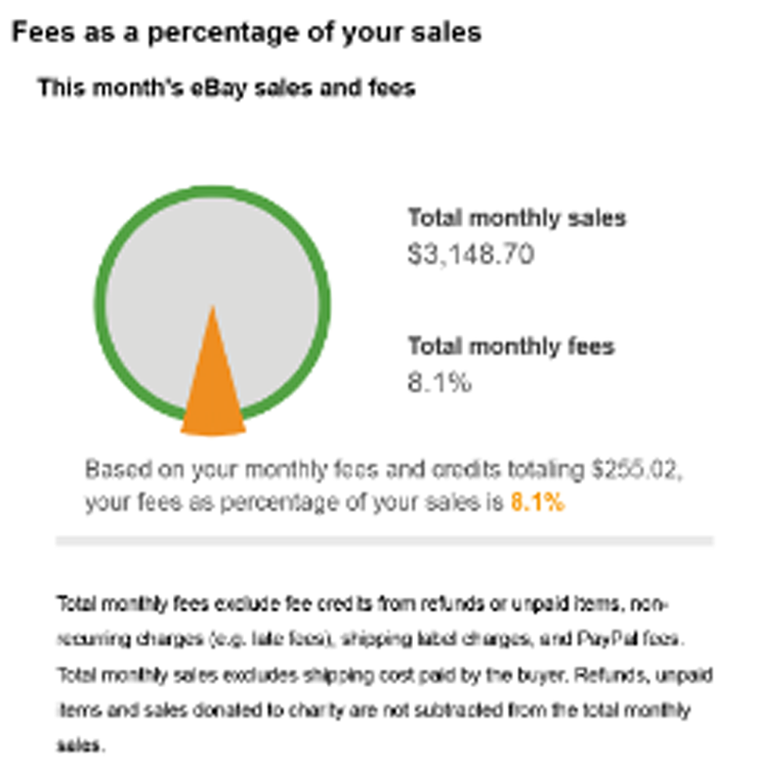 Fees as a percentage of your sales
This month's eBay sales and fees
Total monthly sales
$3,148.70
Total monthly fees
8.1%
Based on your monthly fees and credits totaling $255.02,
your fees as percentage of your sales is 8.1%
Total monthly fees exclude fee credits from refunds or unpaid items, non-
recurring charges (e.g. late fees), shipping label charges, and PayPal fees.
Total monthly sales excludes shipping cost paid by the buyer. Refunds, unpaid
items and sales donated to charity are not subtracted from the total monthly
sales.